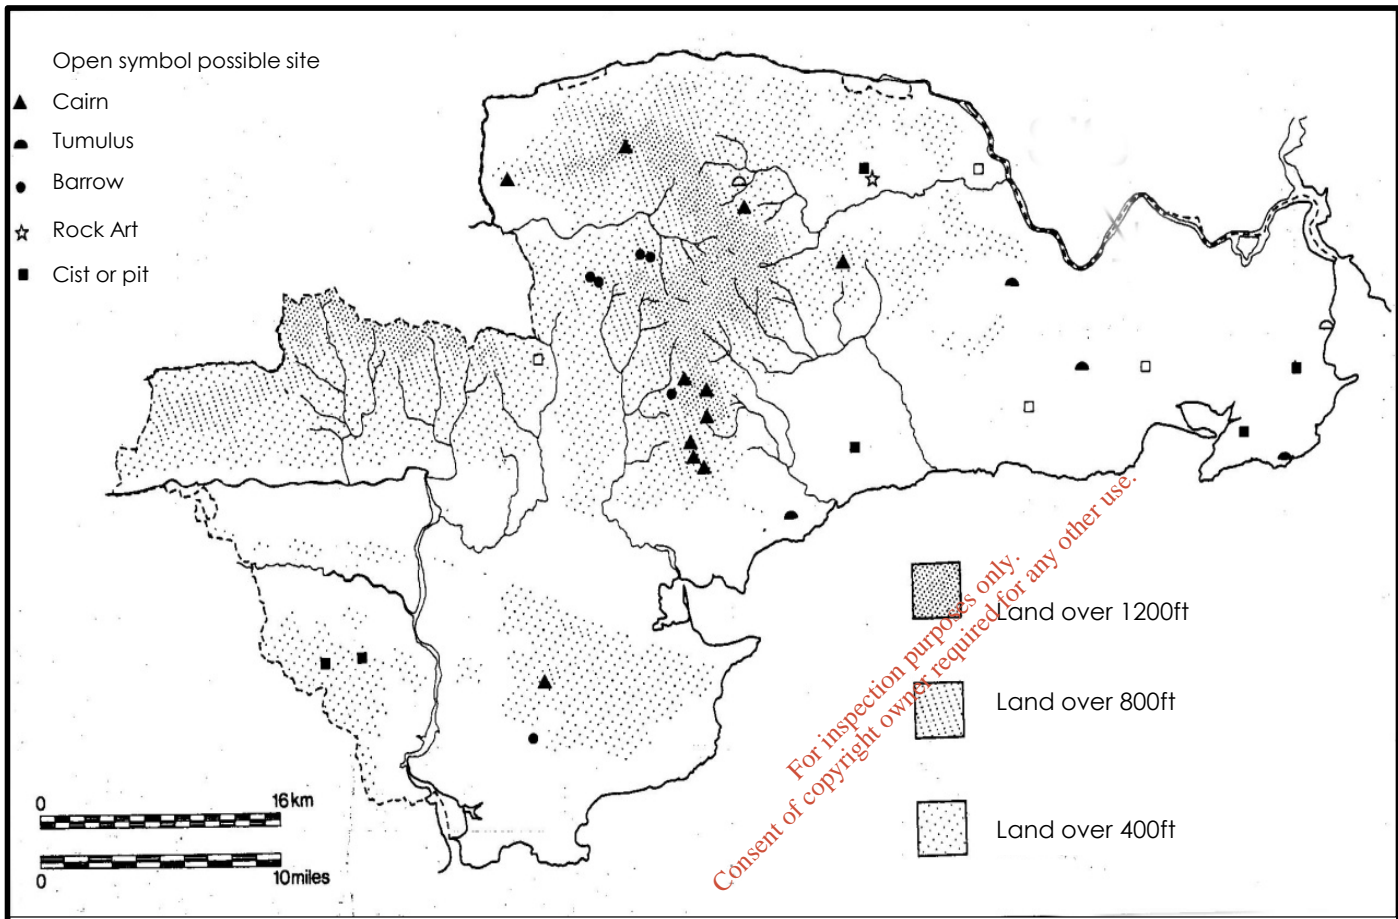 Open symbol possible site
Cairn
Tumulus
Barrow
Rock Art
Cist or pit
Land over 1200ft
Land over 800ft
Land over 400ft
For inspection purposes only.
Consent of copyright owner required for any other use.
0 16km
0 10miles